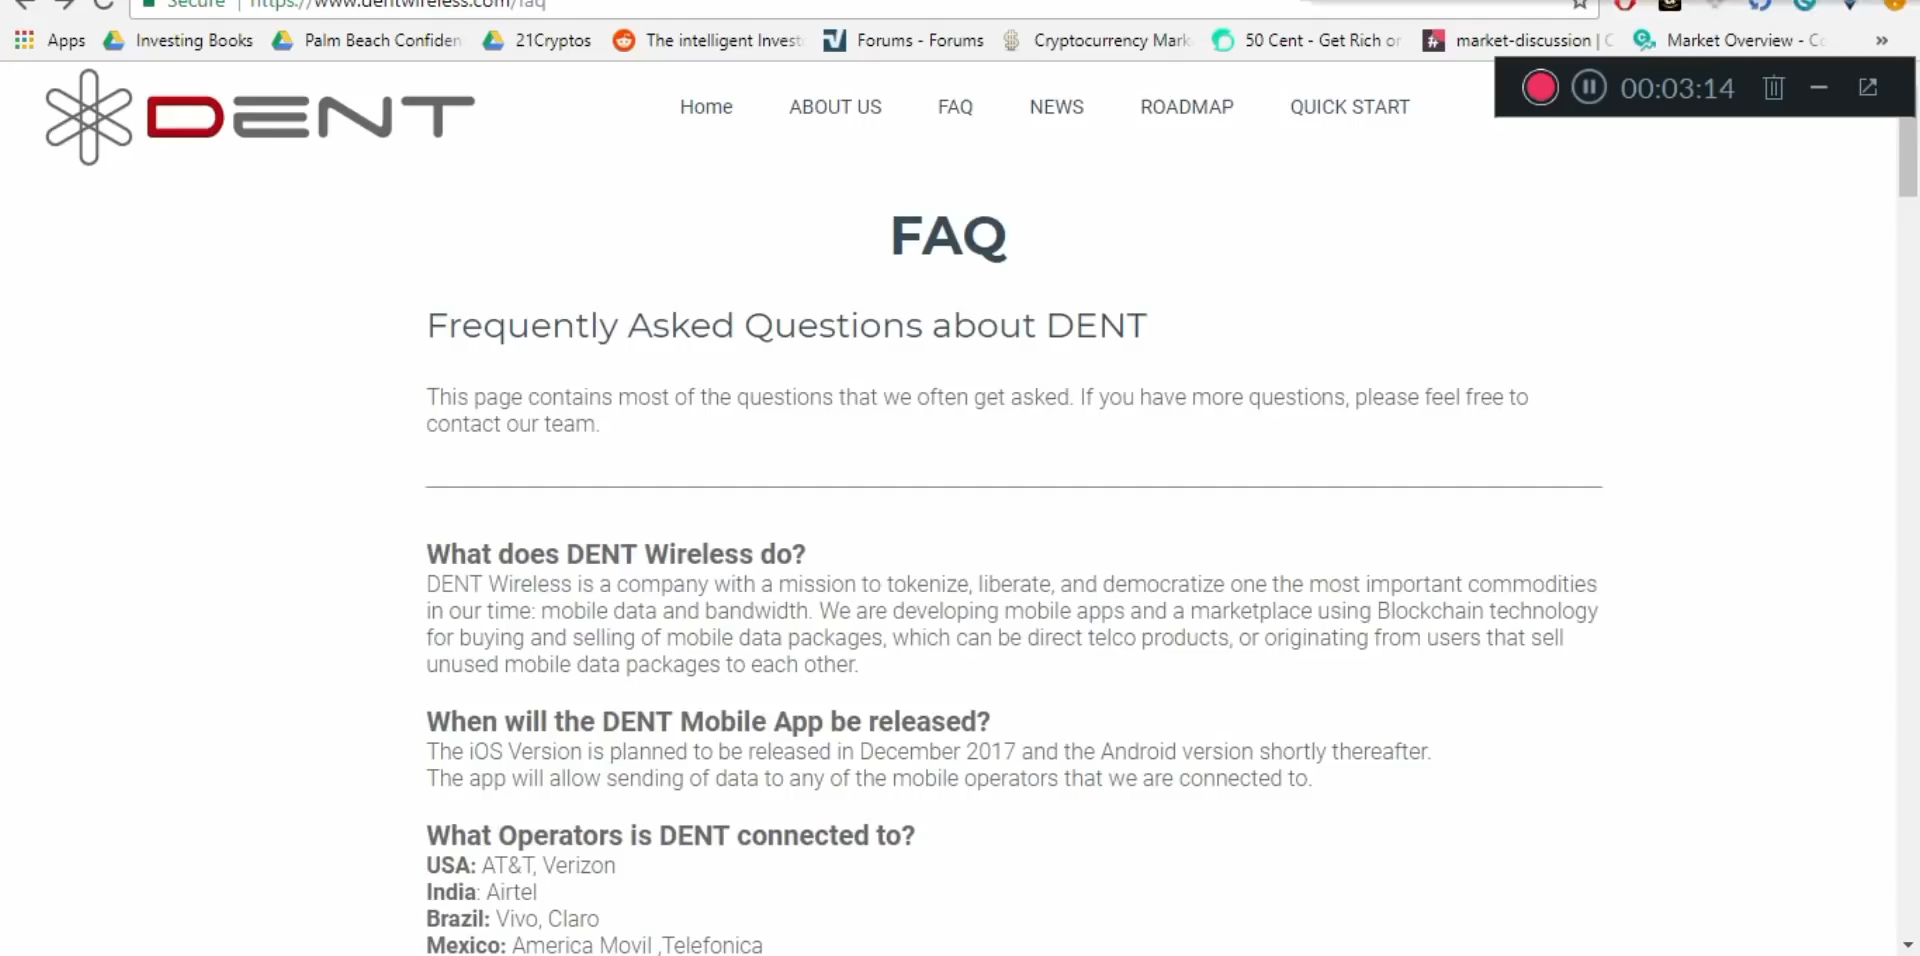 Secure | https://www.dentwireless.com/faq
Apps Investing Books Palm Beach Confiden 21Cryptos The intelligent Invest Forums - Forums Cryptocurrency Mark 50 Cent - Get Rich or market-discussion | C Market Overview - Co »
00:03:14
DENT
Home ABOUT US FAQ NEWS ROADMAP QUICK START
FAQ
Frequently Asked Questions about DENT
This page contains most of the questions that we often get asked. If you have more questions, please feel free to
contact our team.
What does DENT Wireless do?
DENT Wireless is a company with a mission to tokenize, liberate, and democratize one the most important commodities
in our time: mobile data and bandwidth. We are developing mobile apps and a marketplace using Blockchain technology
for buying and selling of mobile data packages, which can be direct telco products, or originating from users that sell
unused mobile data packages to each other.
When will the DENT Mobile App be released?
The iOS Version is planned to be released in December 2017 and the Android version shortly thereafter.
The app will allow sending of data to any of the mobile operators that we are connected to.
What Operators is DENT connected to?
USA: AT&T, Verizon
India: Airtel
Brazil: Vivo, Claro
Mexico: America Movil ,Telefonica